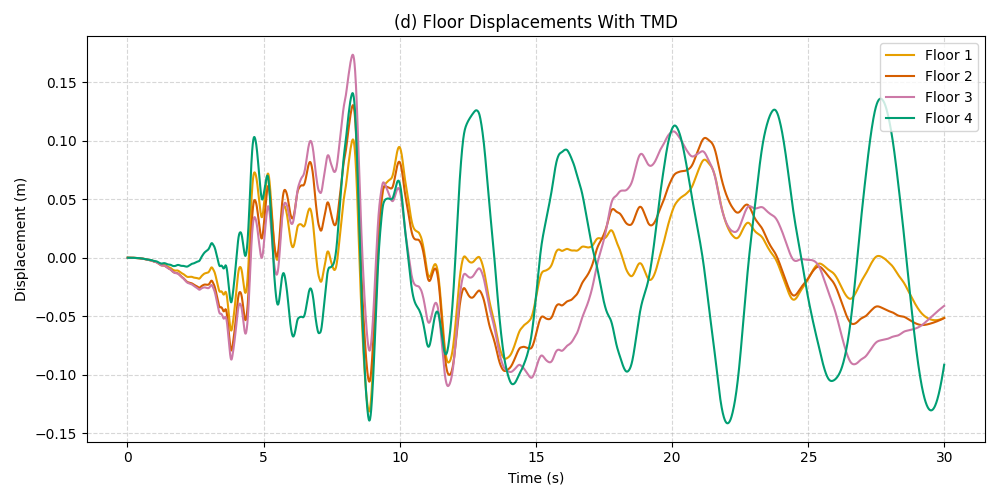 (d) Floor Displacements With TMD
Displacement (m)
0.15
0.10
0.05
0.00
−0.05
−0.10
−0.15
Floor 1
Floor 2
Floor 3
Floor 4
0 5 10 15 20 25 30
Time (s)